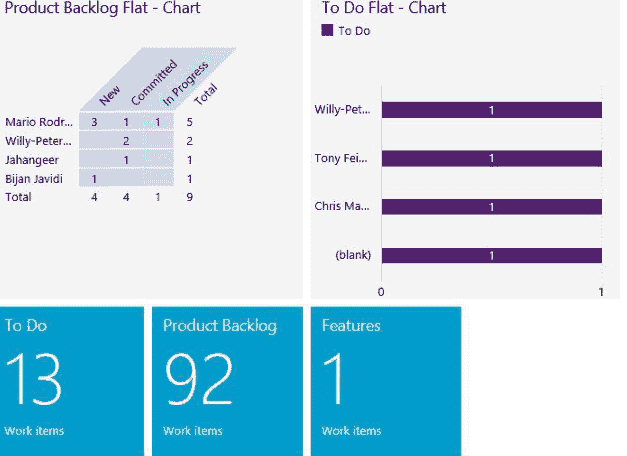 Product Backlog Flat - Chart
New Committed In Progress Total
Mario Rodr... 3 1 1 5
Willy-Peter... 2 2
Jahangeer 1 1
Bijan Javidi 1 1
Total 4 4 1 9
To Do Flat - Chart
To Do
Willy-Pet... 1
Tony Fei... 1
Chris Ma... 1
(blank) 1
0 1
To Do
13
Work items
Product Backlog
92
Work items
Features
1
Work items